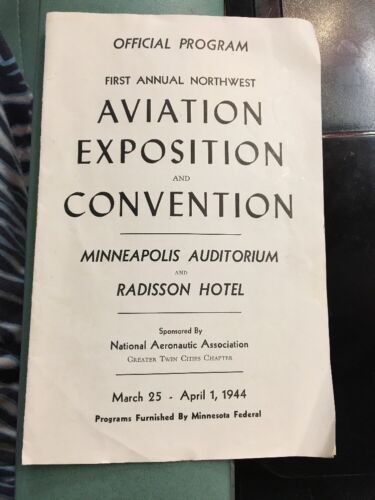 OFFICIAL PROGRAM
FIRST ANNUAL NORTHWEST
AVIATION
EXPOSITION
AND
CONVENTION
MINNEAPOLIS AUDITORIUM
AND
RADISSON HOTEL
Sponsored By
National Aeronautic Association
GREATER TWIN CITIES CHAPTER
March 25 - April 1, 1944
Programs Furnished By Minnesota Federal